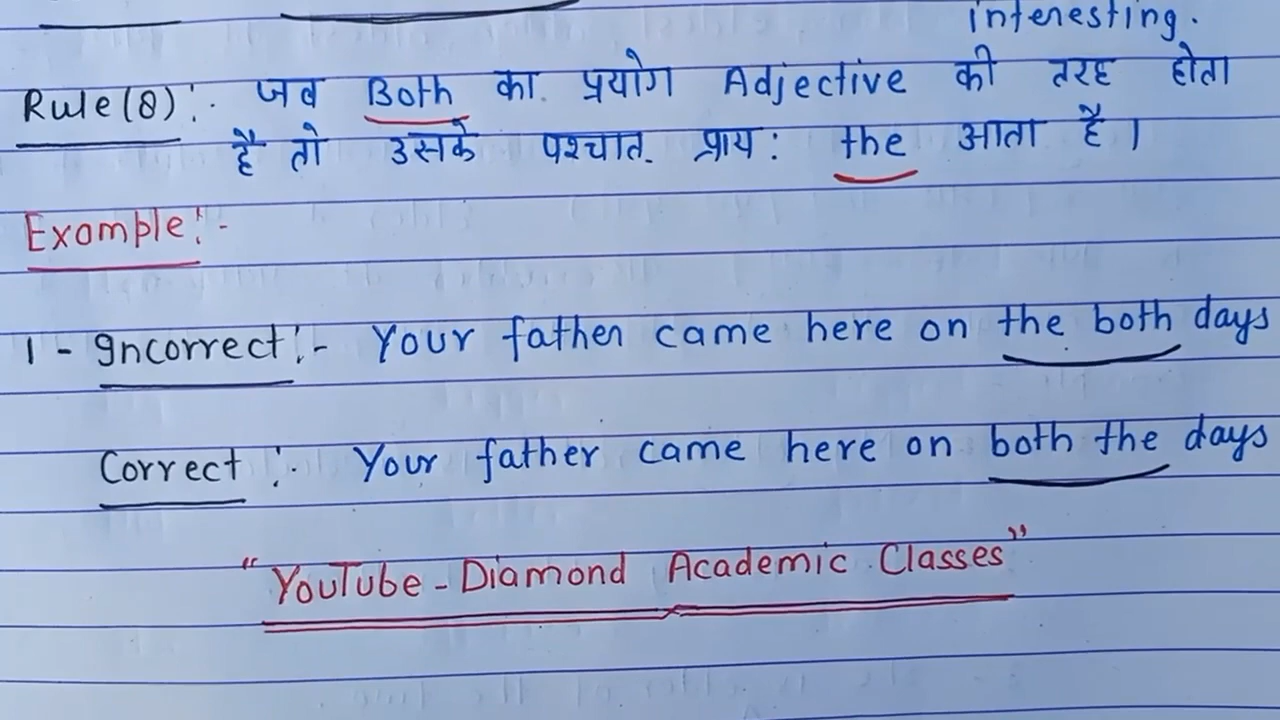 interesting.
Rule(8):- जब Both का प्रयोग Adjective की तरह होता
है तो उसके पश्चात प्राय: the आता है।
Example:-
1 - Incorrect:- Your father came here on the both days
Correct:- Your father came here on both the days
"YouTube - Diamond Academic Classes"